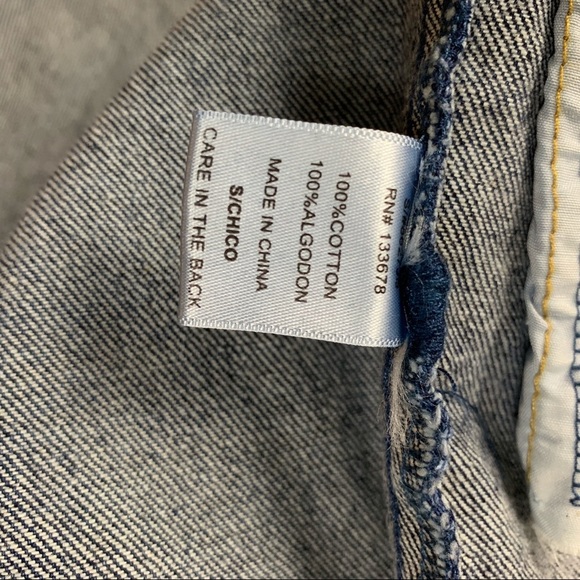 RN# 133678
100%COTTON
100%ALGODON
MADE IN CHINA
S/CHICO
CARE IN THE BACK